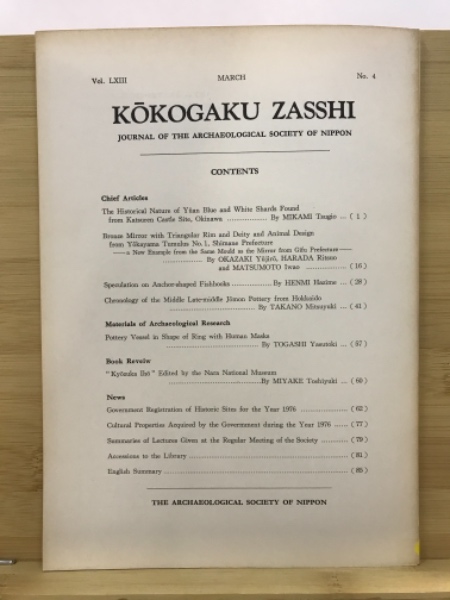 Vol. LXIII MARCH No. 4
KŌKOGAKU ZASSHI
JOURNAL OF THE ARCHAEOLOGICAL SOCIETY OF NIPPON
CONTENTS
Chief Articles
The Historical Nature of Yüan Blue and White Shards Found
from Katsuren Castle Site, Okinawa .............. By MIKAMI Tsugio ... ( 1 )
Bronze Mirror with Triangular Rim and Deity and Animal Design
from Yōkayama Tumulus No. 1, Shimane Prefecture
——a New Example from the Same Mould as the Mirror from Gifu Prefecture——
.................. By OKAZAKI Yūjirō, HARADA Ritsuo
and MATSUMOTO Iwao .................. ( 16 )
Speculation on Anchor-shaped Fishhooks .................. By HENMI Hazime ... ( 28 )
Chronology of the Middle Late-middle Jōmon Pottery from Hokkaido
.................. By TAKANO Mitsuyuki ... ( 41 )
Materials of Archaeological Research
Pottery Vessel in Shape of Ring with Human Masks
.................. By TOGASHI Yasutoki ... ( 57 )
Book Reveiw
"Kyōzuka Ihō" Edited by the Nara National Museum
.................. By MIYAKE Toshiyuki ... ( 60 )
News
Government Registration of Historic Sites for the Year 1976 .................. ( 62 )
Cultural Properties Acquired by the Government during the Year 1976 ...... ( 77 )
Summaries of Lectures Given at the Regular Meeting of the Society ............ ( 79 )
Accessions to the Library .................. ( 81 )
English Summary .................. ( 85 )
THE ARCHAEOLOGICAL SOCIETY OF NIPPON